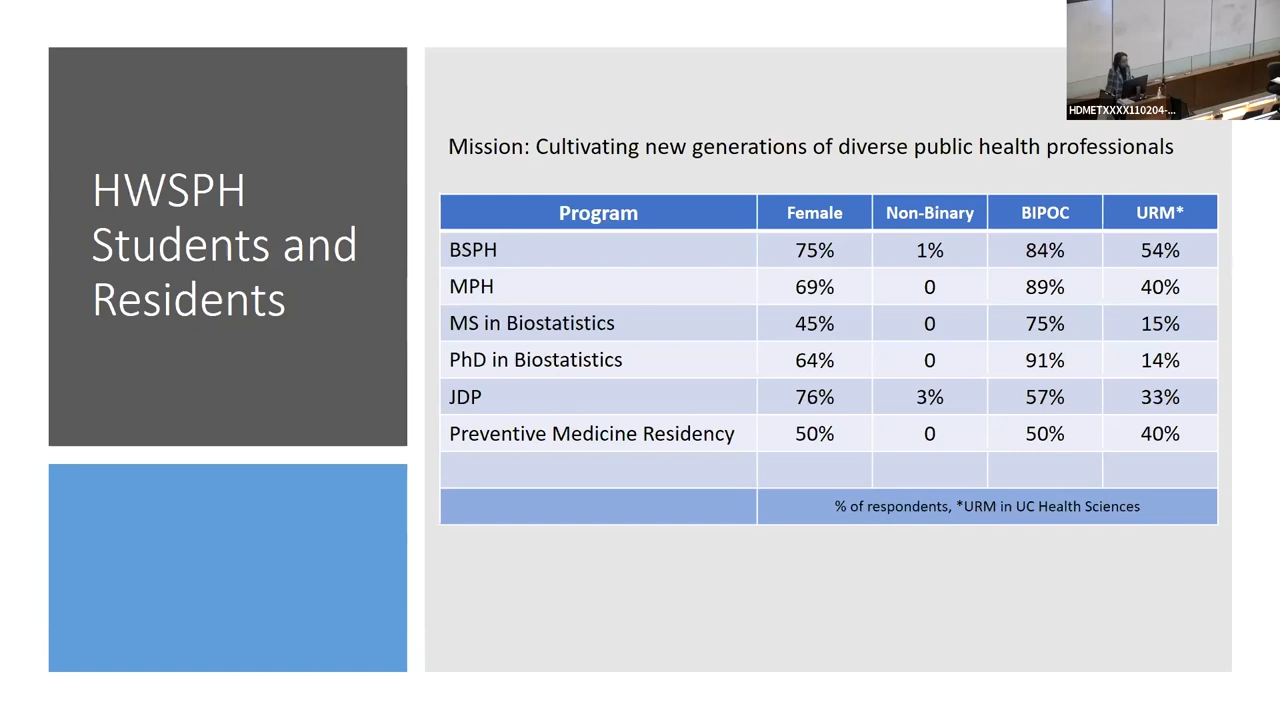 HWSPH
Students and
Residents
HDMETXXXX110204-...
Mission: Cultivating new generations of diverse public health professionals
Program Female Non-Binary BIPOC URM*
BSPH 75% 1% 84% 54%
MPH 69% 0 89% 40%
MS in Biostatistics 45% 0 75% 15%
PhD in Biostatistics 64% 0 91% 14%
JDP 76% 3% 57% 33%
Preventive Medicine Residency 50% 0 50% 40%
% of respondents, *URM in UC Health Sciences